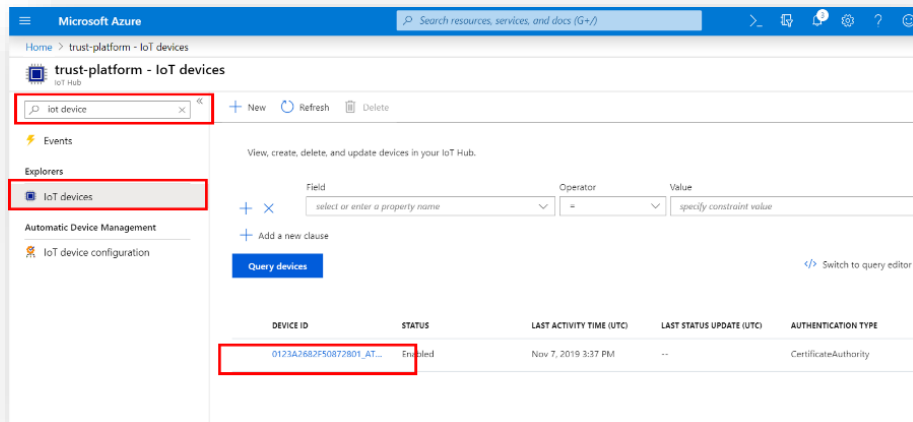 Microsoft Azure
Search resources, services, and docs (G+/)
3
Home > trust-platform - IoT devices
trust-platform - IoT devices
IoT Hub
iot device
New Refresh Delete
Events
View, create, delete, and update devices in your IoT Hub.
Explorers
IoT devices
Field Operator Value
select or enter a property name = specify constraint value
Automatic Device Management
Add a new clause
IoT device configuration
Query devices
</> Switch to query editor
DEVICE ID STATUS LAST ACTIVITY TIME (UTC) LAST STATUS UPDATE (UTC) AUTHENTICATION TYPE
0123A2682F50872801_AT... Enabled Nov 7, 2019 3:37 PM -- CertificateAuthority